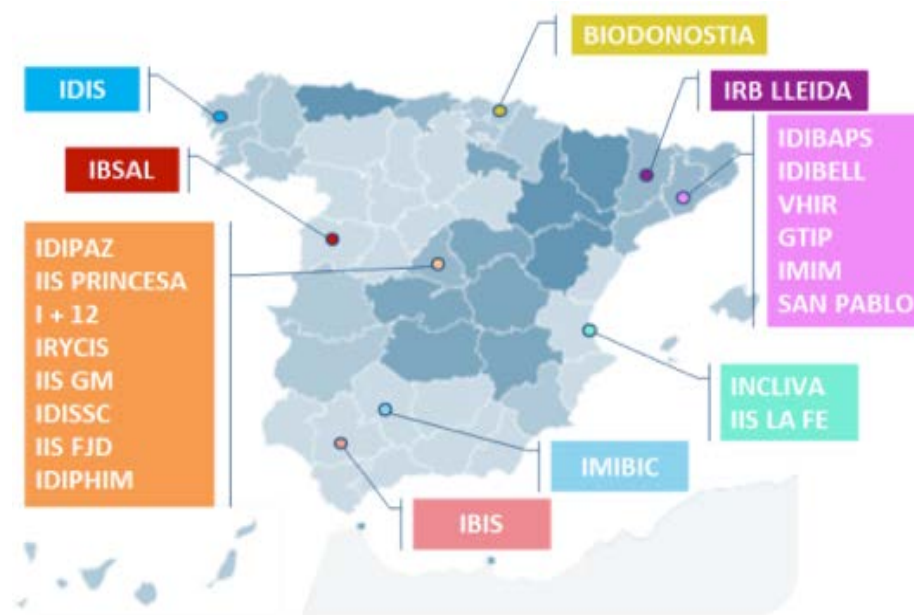 BIODONOSTIA
IDIS
IRB LLEIDA
IBSAL
IDIBAPS
IDIBELL
VHIR
GTIP
IMIM
SAN PABLO
IDIPAZ
IIS PRINCESA
I + 12
IRYCIS
IIS GM
IDISSC
IIS FJD
IDIPHIM
INCLIVA
IIS LA FE
IMIBIC
IBIS